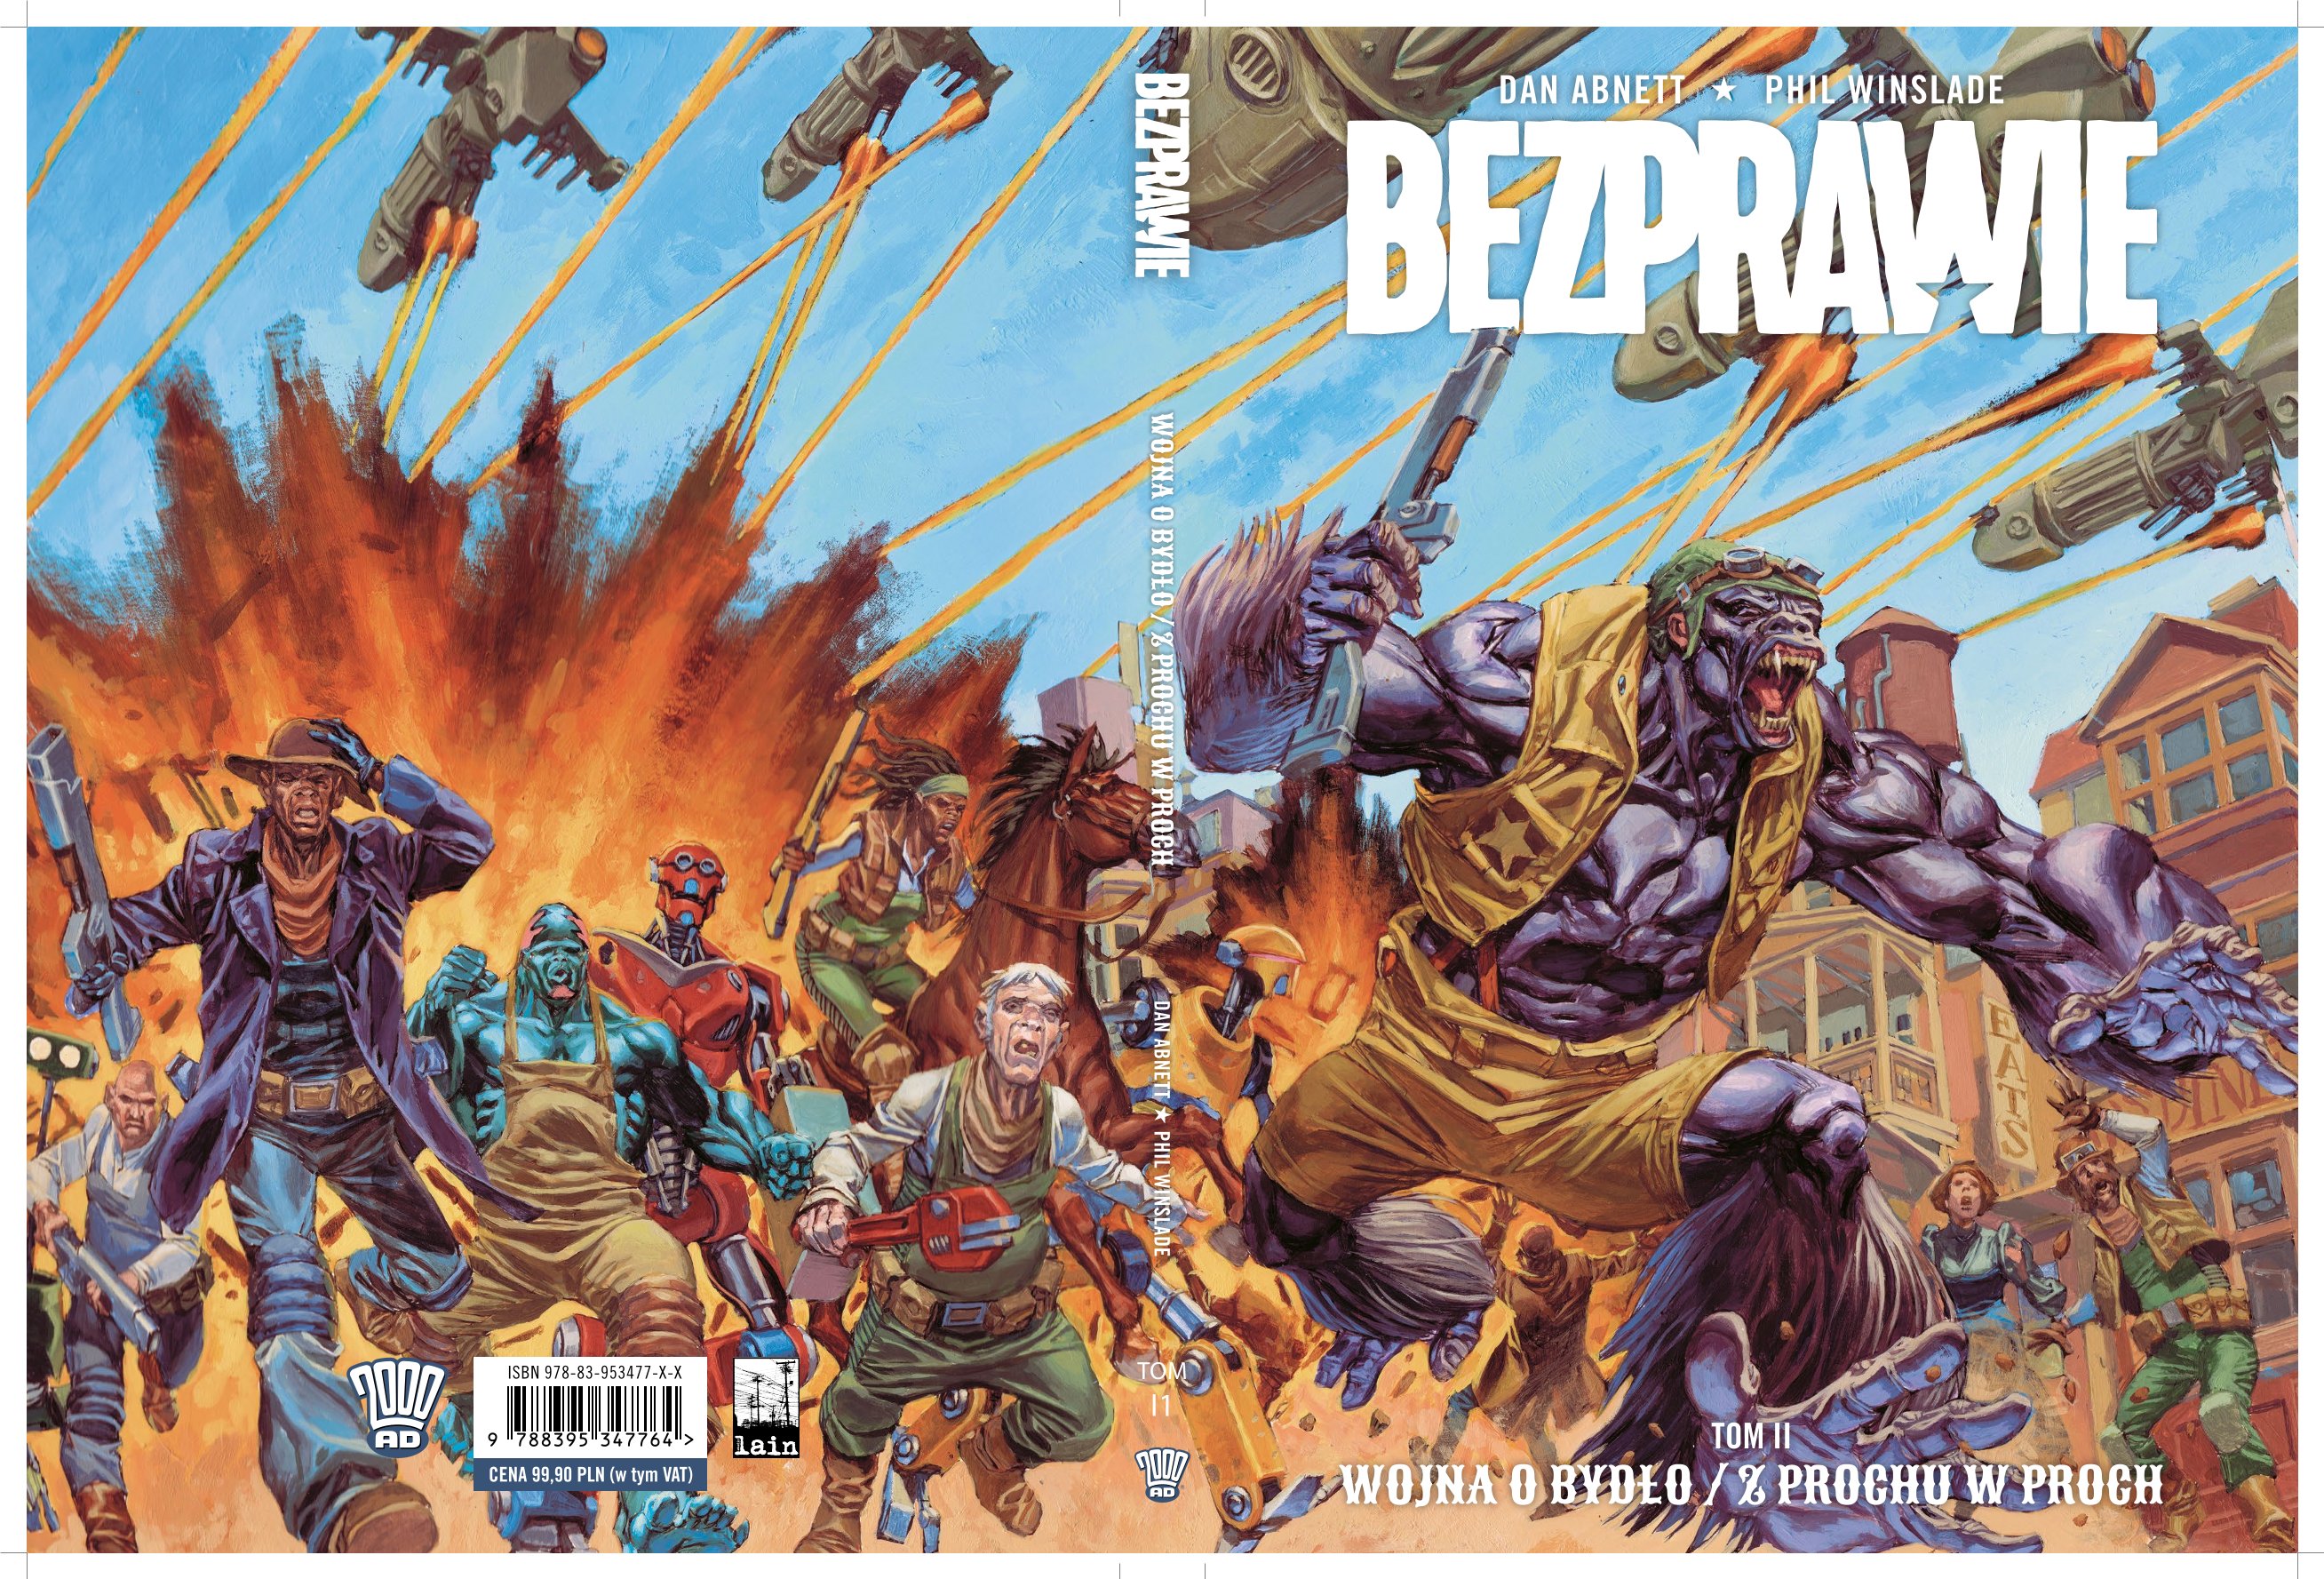 DAN ABNETT ★ PHIL WINSLADE
BEZPRAWIE
TOM II
WOJNA O BYDŁO / Z PROCHU W PROCH
BEZPRAWIE
WOJNA O BYDŁO / Z PROCHU W PROCH
DAN ABNETT ★ PHIL WINSLADE
TOM
II
2000
AD
EATS
2000
AD
ISBN 978-83-953477-X-X
9 788395 347764 >
CENA 99,90 PLN (w tym VAT)
lain